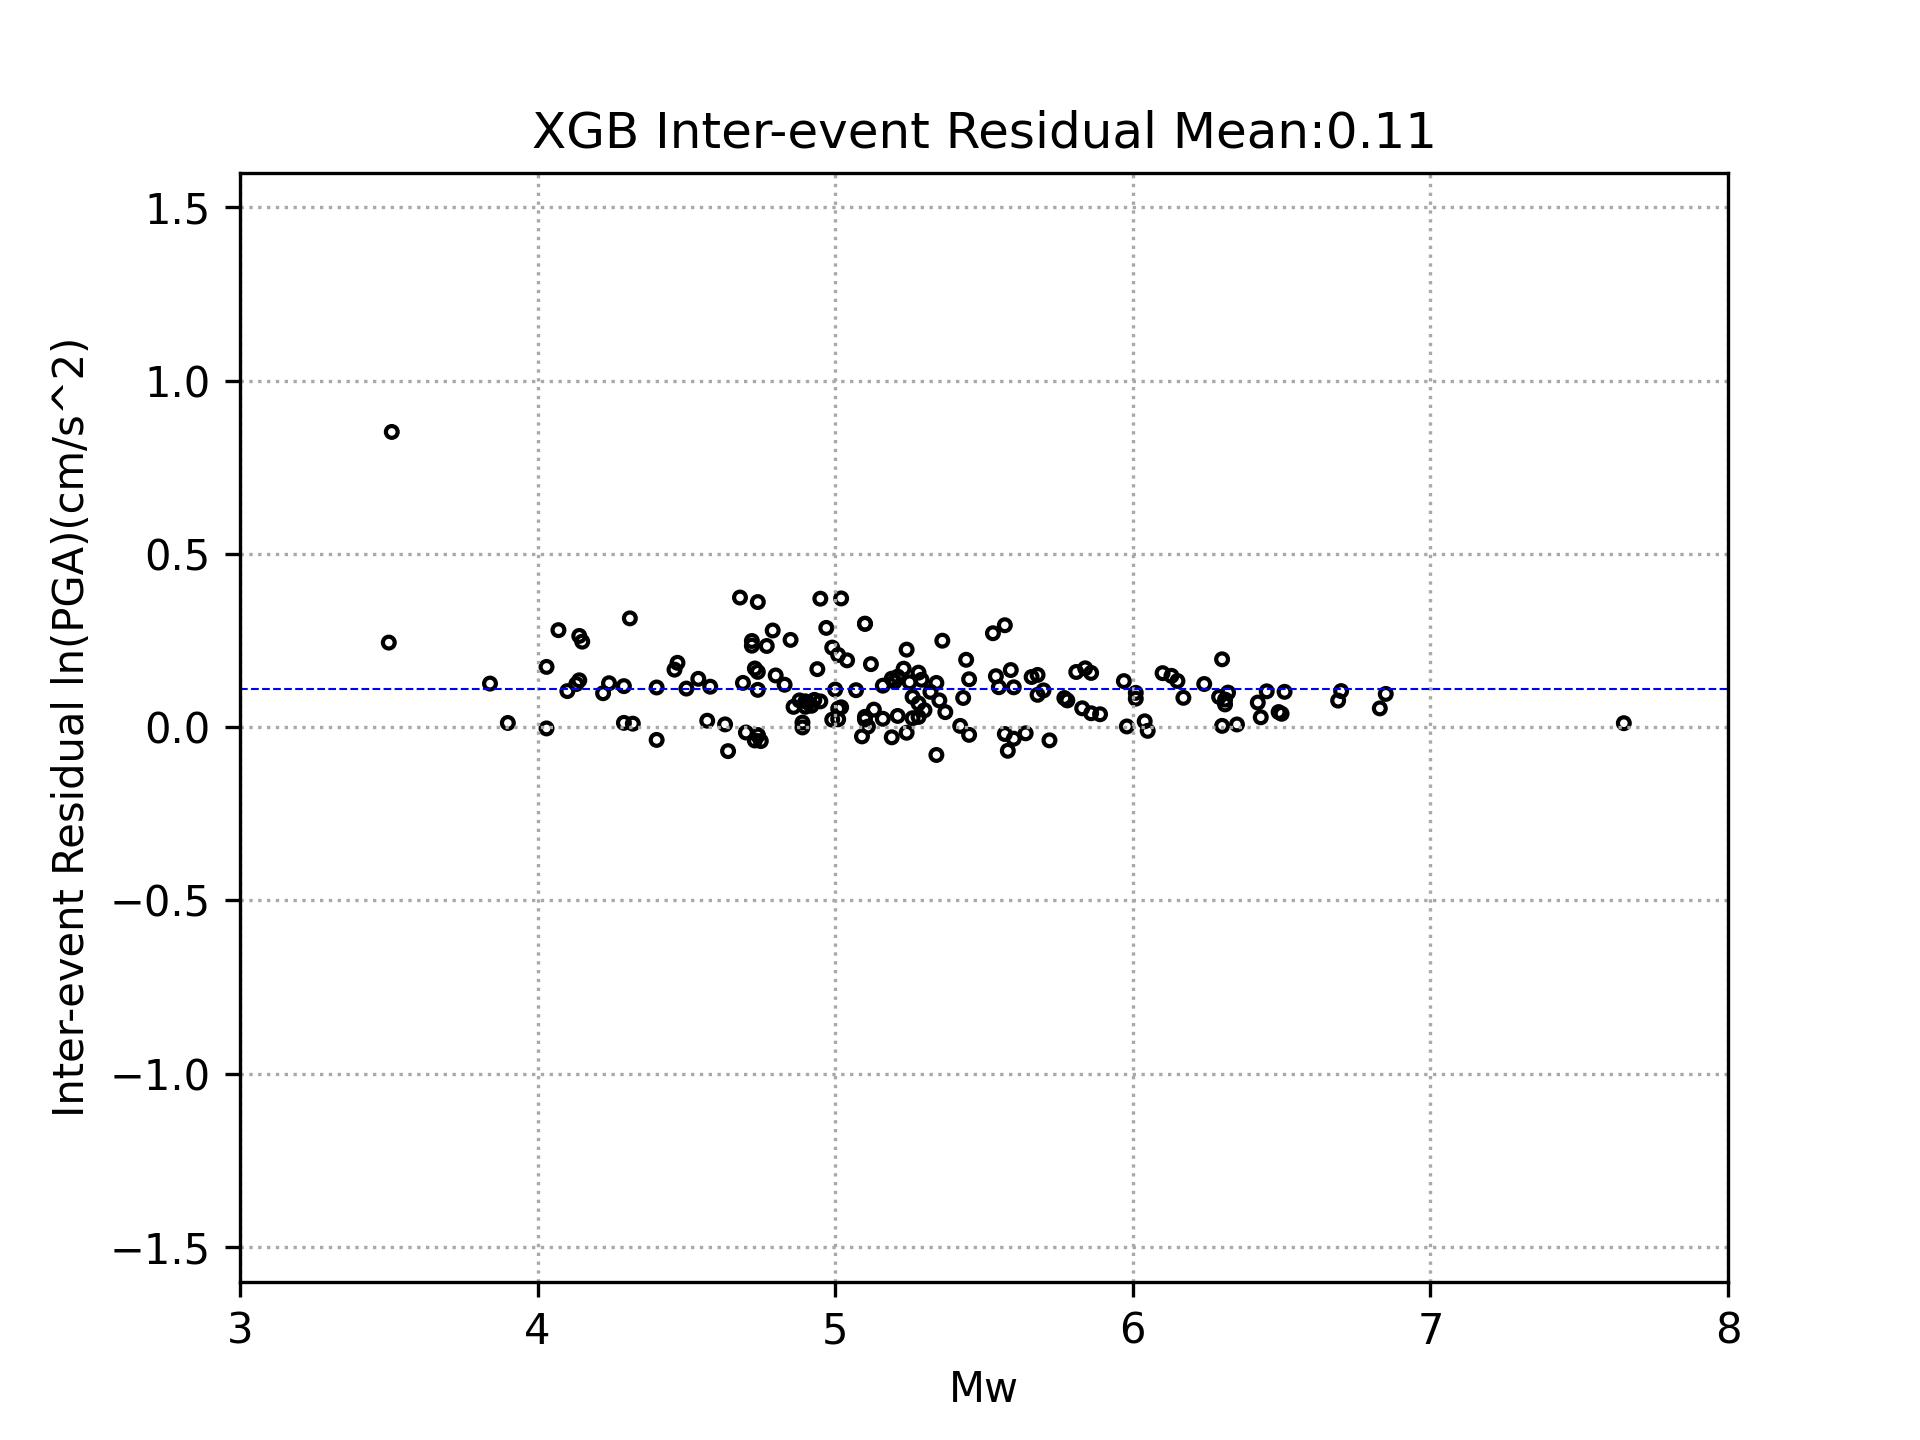 XGB Inter-event Residual Mean:0.11
Inter-event Residual ln(PGA)(cm/s^2)
1.5
1.0
0.5
0.0
−0.5
−1.0
−1.5
3 4 5 6 7 8
Mw